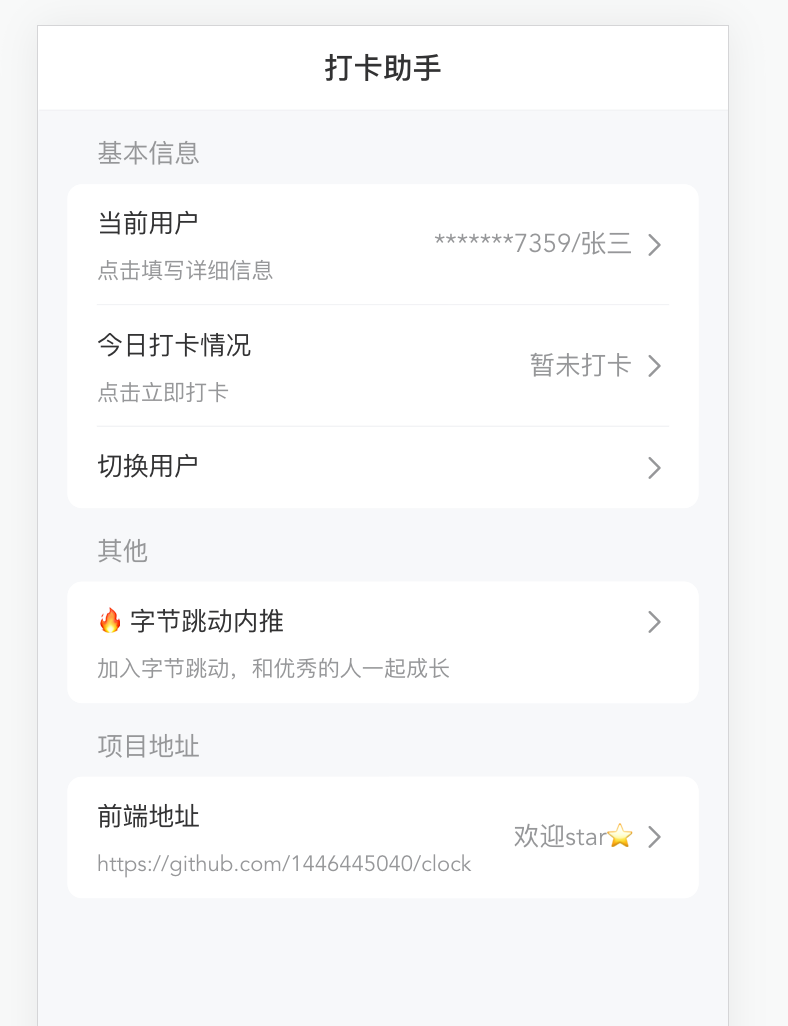 打卡助手
基本信息
当前用户
*******7359/张三
点击填写详细信息
今日打卡情况
暂未打卡
点击立即打卡
切换用户
其他
🔥 字节跳动内推
加入字节跳动，和优秀的人一起成长
项目地址
前端地址
欢迎star⭐
https://github.com/1446445040/clock